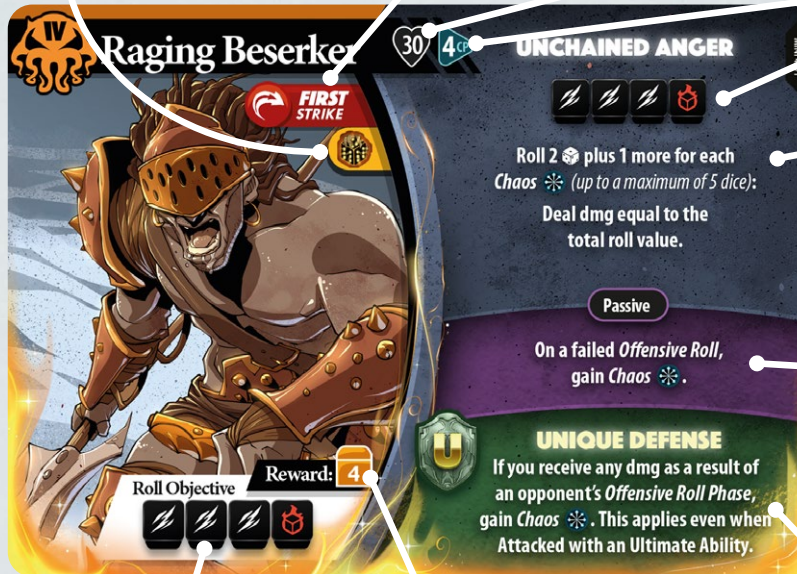 IV
Raging Beserker
30
4 CP
FIRST
STRIKE
Roll Objective
Reward: 4
UNCHAINED ANGER
Roll 2 plus 1 more for each
Chaos (up to a maximum of 5 dice):
Deal dmg equal to the
total roll value.
Passive
On a failed Offensive Roll,
gain Chaos .
U
UNIQUE DEFENSE
If you receive any dmg as a result of
an opponent's Offensive Roll Phase,
gain Chaos . This applies even when
Attacked with an Ultimate Ability.